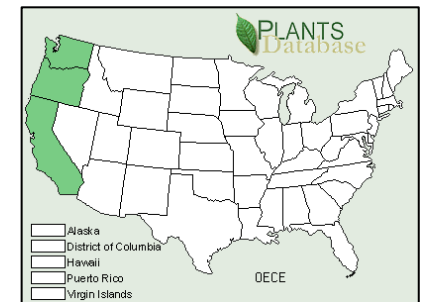 PLANTS
Database
Alaska
District of Columbia
Hawaii
Puerto Rico
Virgin Islands
OECE